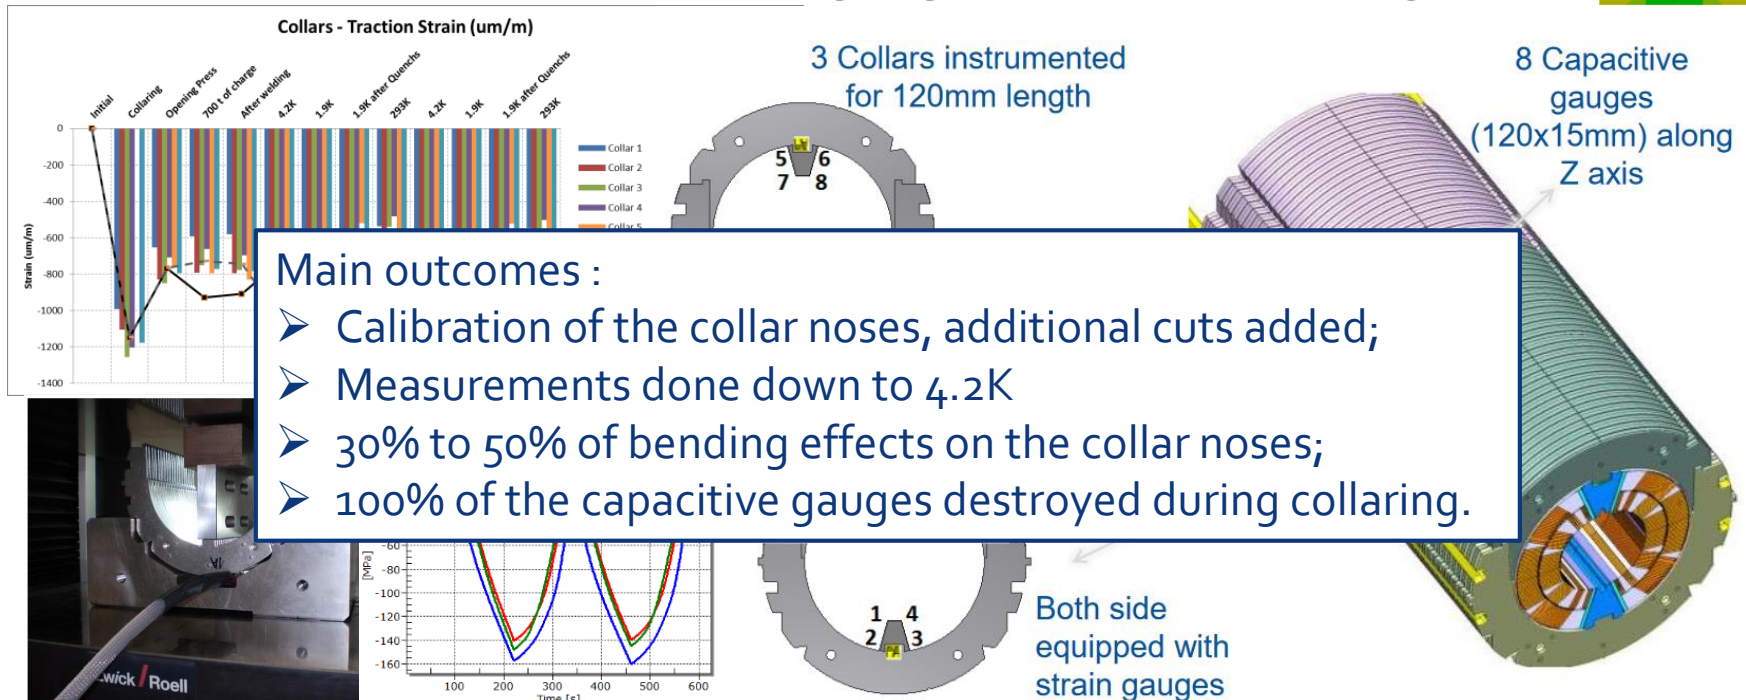 Collars - Traction Strain (um/m)
Initial
Collaring
Opening Press
700 t of charge
After welding
4.2K
1.9K
1.9K after Quenchs
293K
4.2K
1.9K
1.9K after Quenchs
293K
Strain (um/m)
0
-200
-400
-600
-800
-1000
-1200
-1400
Collar 1
Collar 2
Collar 3
Collar 4
Collar 5
3 Collars instrumented
for 120mm length
5 6
7 8
8 Capacitive
gauges
(120x15mm) along
Z axis
Main outcomes :
➢ Calibration of the collar noses, additional cuts added;
➢ Measurements done down to 4.2K
➢ 30% to 50% of bending effects on the collar noses;
➢ 100% of the capacitive gauges destroyed during collaring.
wick / Roell
[MPa]
-60
-80
-100
-120
-140
-160
100 200 300 400 500 600
Time [s]
1 4
2 3
Both side
equipped with
strain gauges